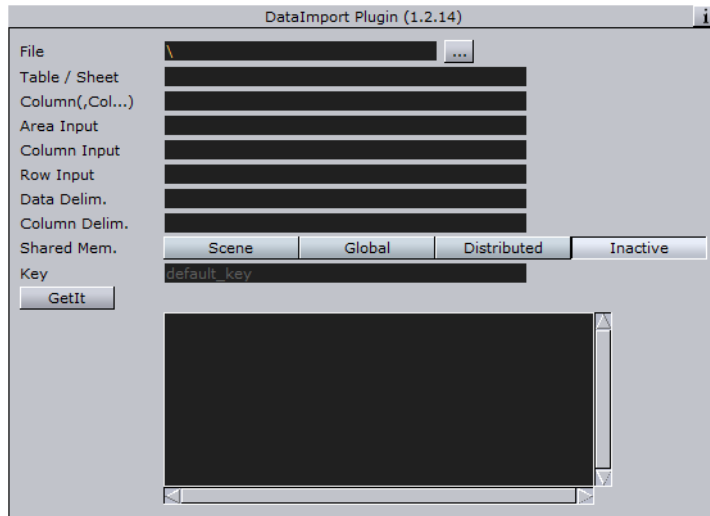 DataImport Plugin (1.2.14) i
File \ ...
Table / Sheet
Column(,Col...)
Area Input
Column Input
Row Input
Data Delim.
Column Delim.
Shared Mem. Scene Global Distributed Inactive
Key default_key
GetIt